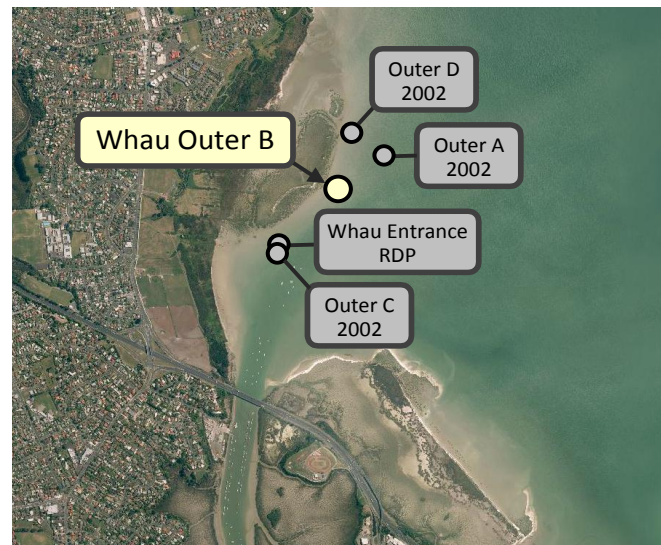 Outer D
2002
Outer A
2002
Whau Outer B
Whau Entrance
RDP
Outer C
2002